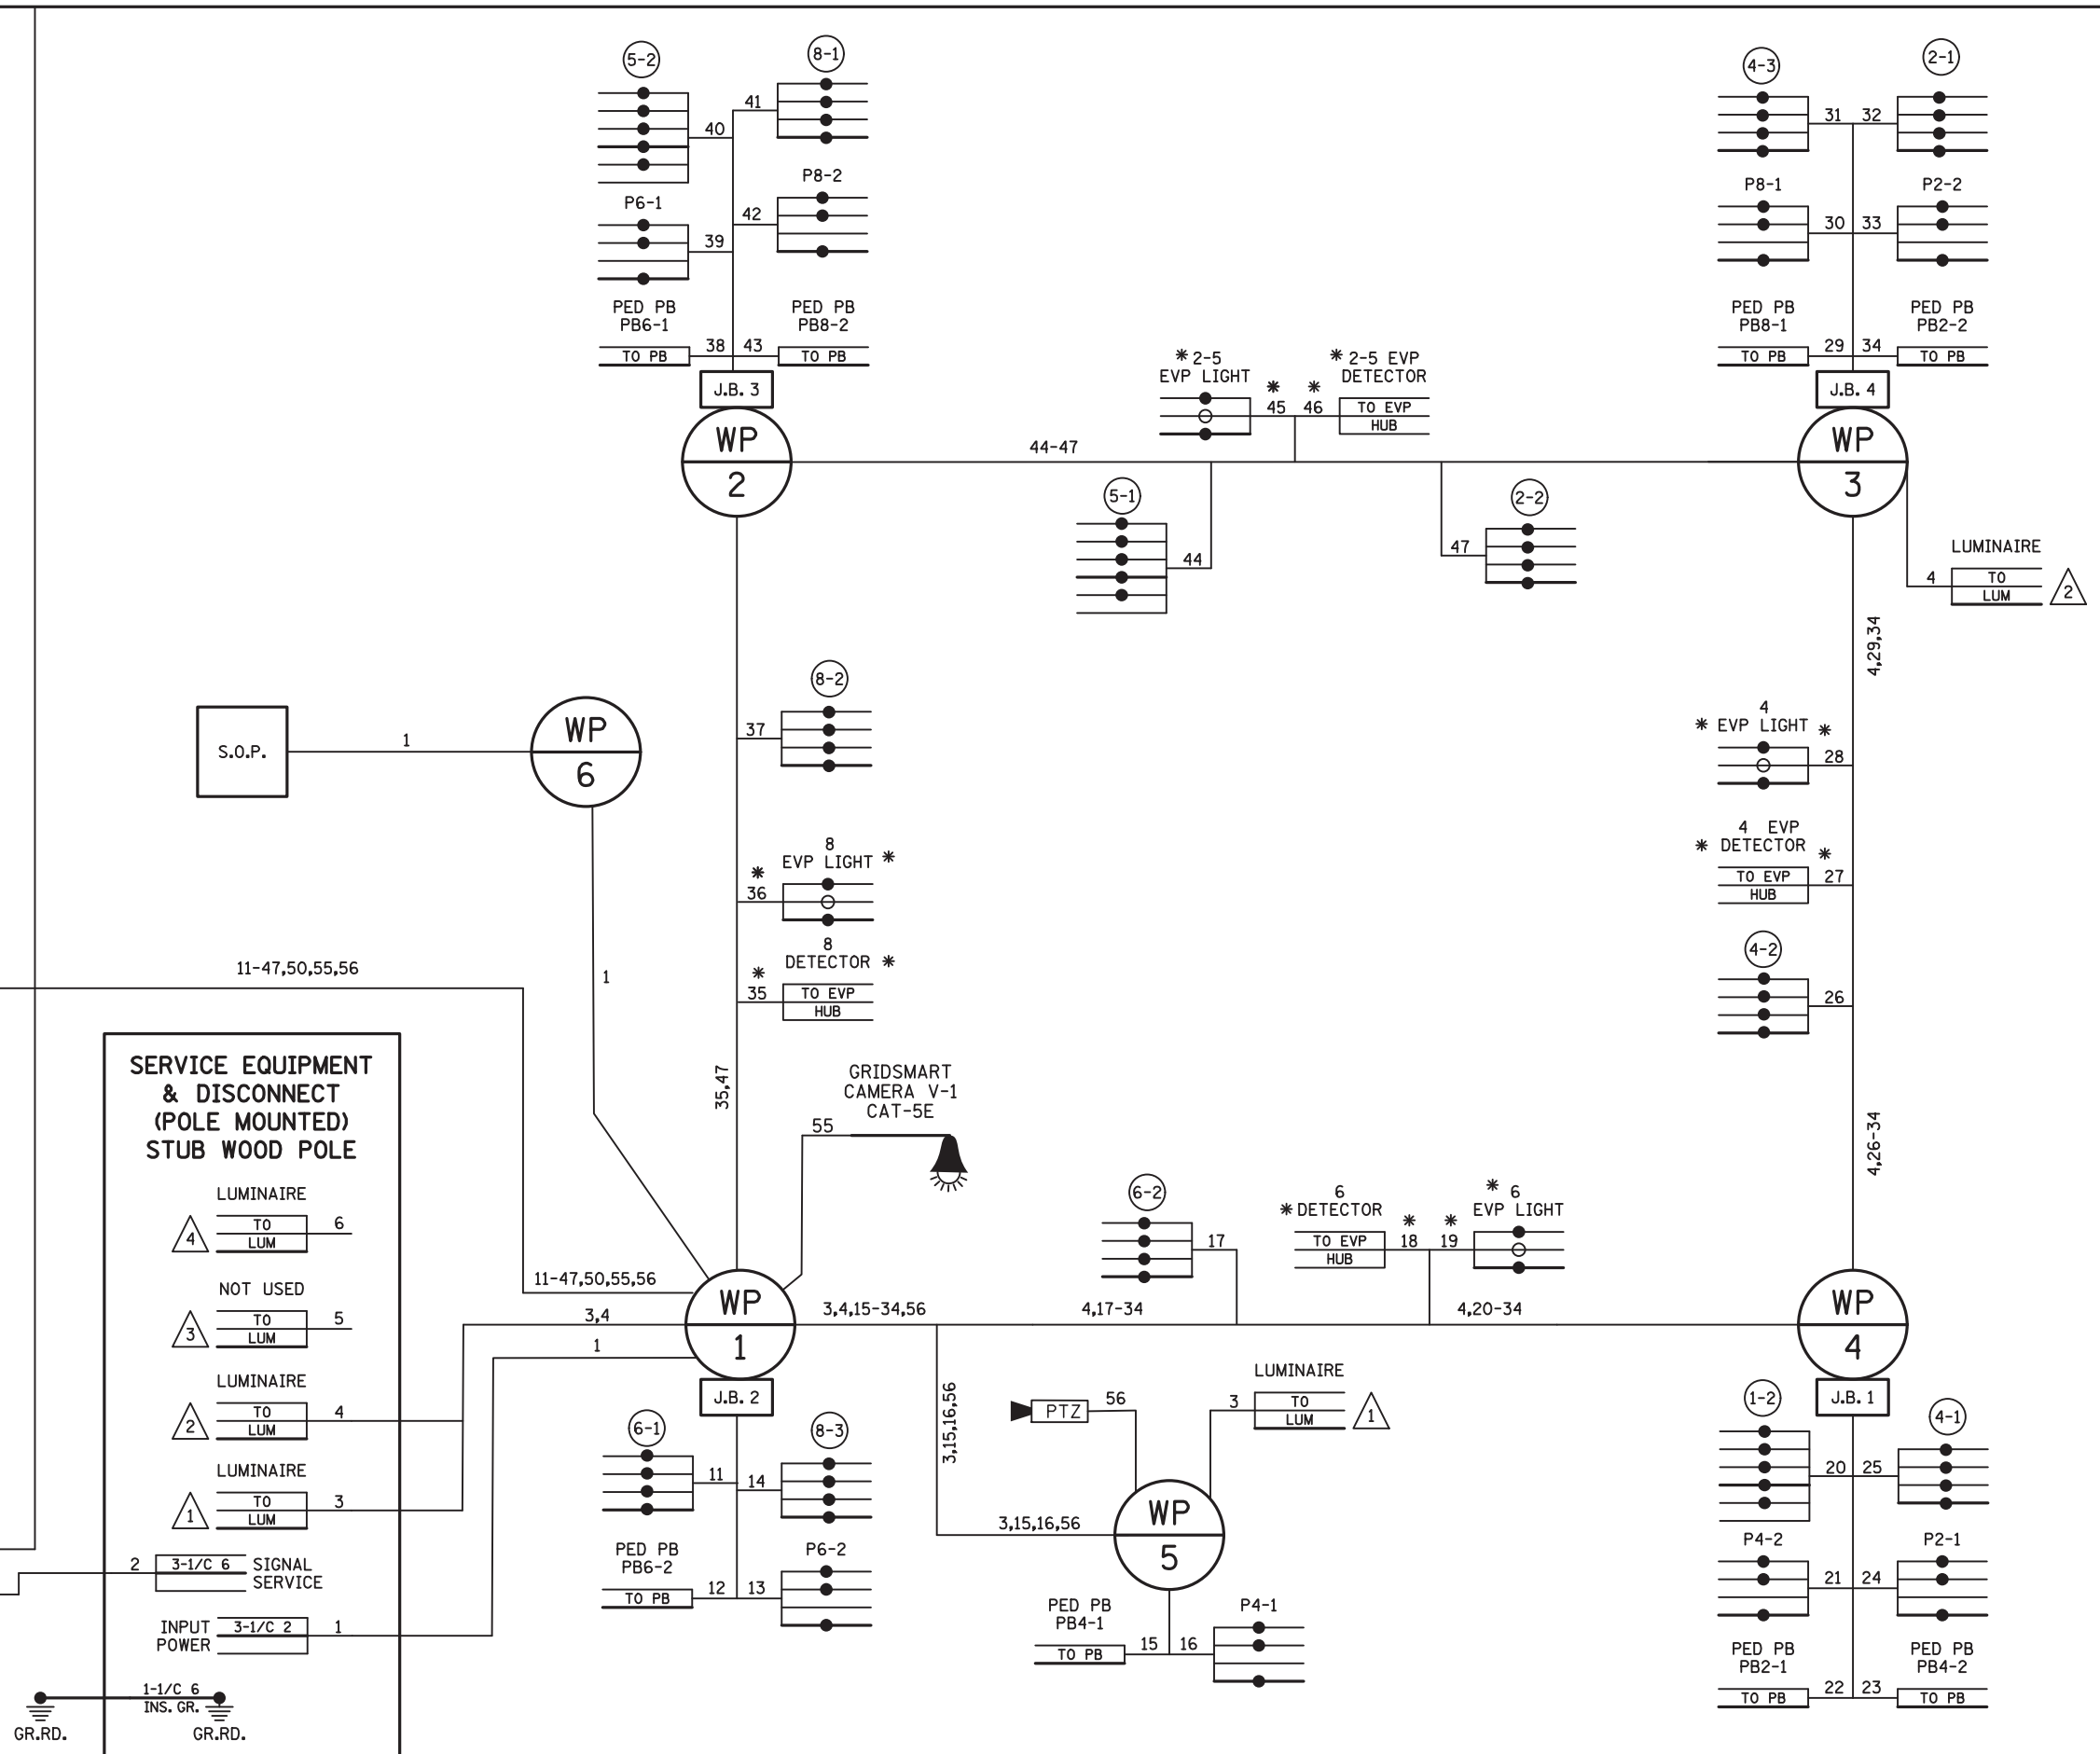 5-2
8-1
41
40
P8-2
P6-1
42
39
PED PB
PB6-1
PED PB
PB8-2
38
43
TO PB
TO PB
J.B. 3
WP
2
4-3
2-1
31
32
P8-1
P2-2
30
33
PED PB
PB8-1
PED PB
PB2-2
29
34
TO PB
TO PB
J.B. 4
WP
3
* 2-5
EVP LIGHT
*
45
*
46
* 2-5 EVP
DETECTOR
TO EVP
HUB
44-47
5-1
44
2-2
47
LUMINAIRE
4
TO
LUM
2
4,29,34
8-2
37
S.O.P.
1
WP
6
4
* EVP LIGHT *
28
4 EVP
* DETECTOR *
TO EVP
HUB
27
8
EVP LIGHT *
*
36
8
DETECTOR *
*
35
TO EVP
HUB
4-2
26
11-47,50,55,56
1
35,47
GRIDSMART
CAMERA V-1
CAT-5E
55
4,26-34
SERVICE EQUIPMENT
& DISCONNECT
(POLE MOUNTED)
STUB WOOD POLE
LUMINAIRE
4
TO
LUM
6
NOT USED
3
TO
LUM
5
LUMINAIRE
2
TO
LUM
4
LUMINAIRE
1
TO
LUM
3
2
3-1/C 6
SIGNAL
SERVICE
INPUT
POWER
3-1/C 2
1
1-1/C 6
INS. GR.
GR.RD.
GR.RD.
11-47,50,55,56
3,4
1
WP
1
J.B. 2
3,4,15-34,56
4,17-34
4,20-34
6-2
17
6
* DETECTOR
TO EVP
HUB
*
18
*
19
* 6
EVP LIGHT
WP
4
J.B. 1
6-1
8-3
11
14
PED PB
PB6-2
P6-2
TO PB
12
13
3,15,16,56
PTZ
56
LUMINAIRE
3
TO
LUM
1
3,15,16,56
WP
5
PED PB
PB4-1
P4-1
TO PB
15
16
1-2
4-1
20
25
P4-2
P2-1
21
24
PED PB
PB2-1
PED PB
PB4-2
TO PB
22
23
TO PB